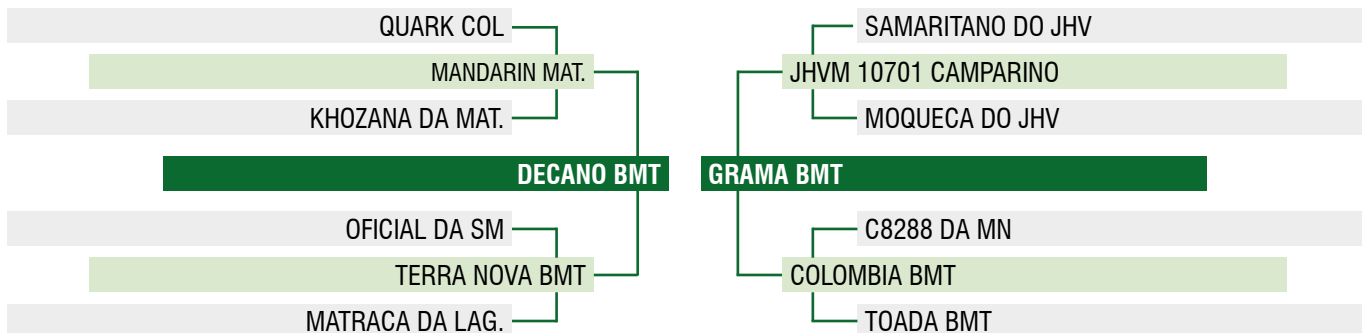 QUARK COL
MANDARIN MAT.
KHOZANA DA MAT.
DECANO BMT
OFICIAL DA SM
TERRA NOVA BMT
MATRACA DA LAG.
SAMARITANO DO JHV
JHVM 10701 CAMPARINO
MOQUECA DO JHV
GRAMA BMT
C8288 DA MN
COLOMBIA BMT
TOADA BMT